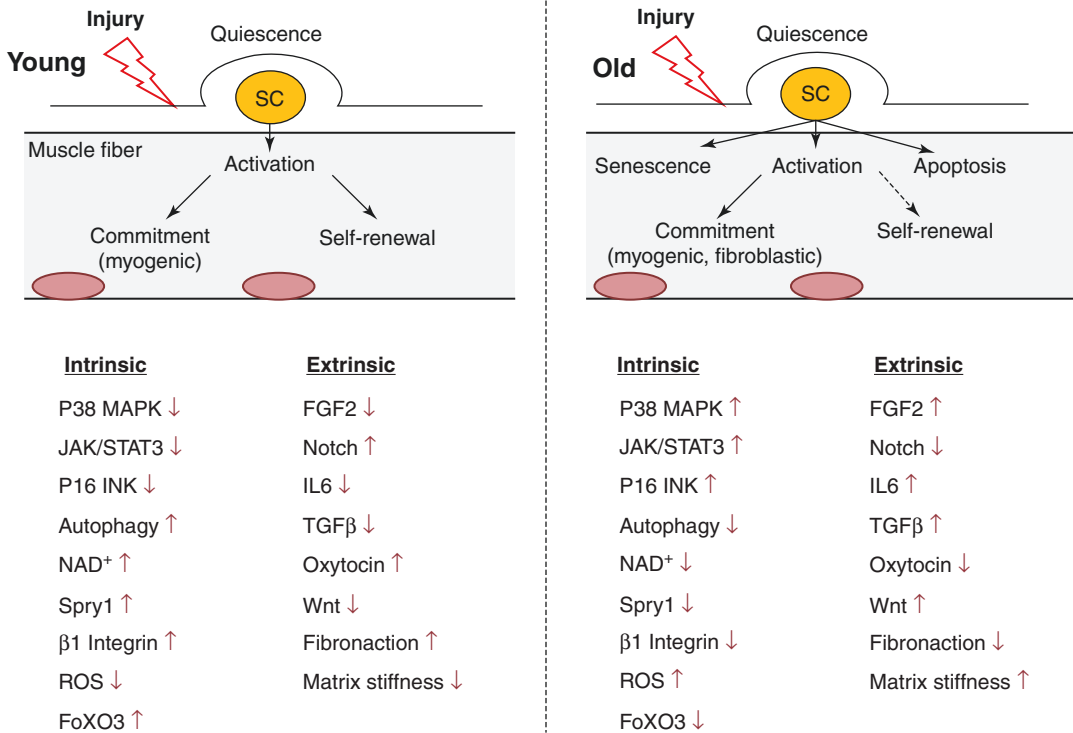 Young
Injury
Quiescence
SC
Muscle fiber
Activation
Commitment
(myogenic)
Self-renewal
Intrinsic
P38 MAPK ↓
JAK/STAT3 ↓
P16 INK ↓
Autophagy ↑
NAD⁺ ↑
Spry1 ↑
β1 Integrin ↑
ROS ↓
FoXO3 ↑
Extrinsic
FGF2 ↓
Notch ↑
IL6 ↓
TGFβ ↓
Oxytocin ↑
Wnt ↓
Fibronaction ↑
Matrix stiffness ↓
Old
Injury
Quiescence
SC
Senescence
Activation
Apoptosis
Commitment
(myogenic, fibroblastic)
Self-renewal
Intrinsic
P38 MAPK ↑
JAK/STAT3 ↑
P16 INK ↑
Autophagy ↓
NAD⁺ ↓
Spry1 ↓
β1 Integrin ↓
ROS ↑
FoXO3 ↓
Extrinsic
FGF2 ↑
Notch ↓
IL6 ↑
TGFβ ↑
Oxytocin ↓
Wnt ↑
Fibronaction ↓
Matrix stiffness ↑